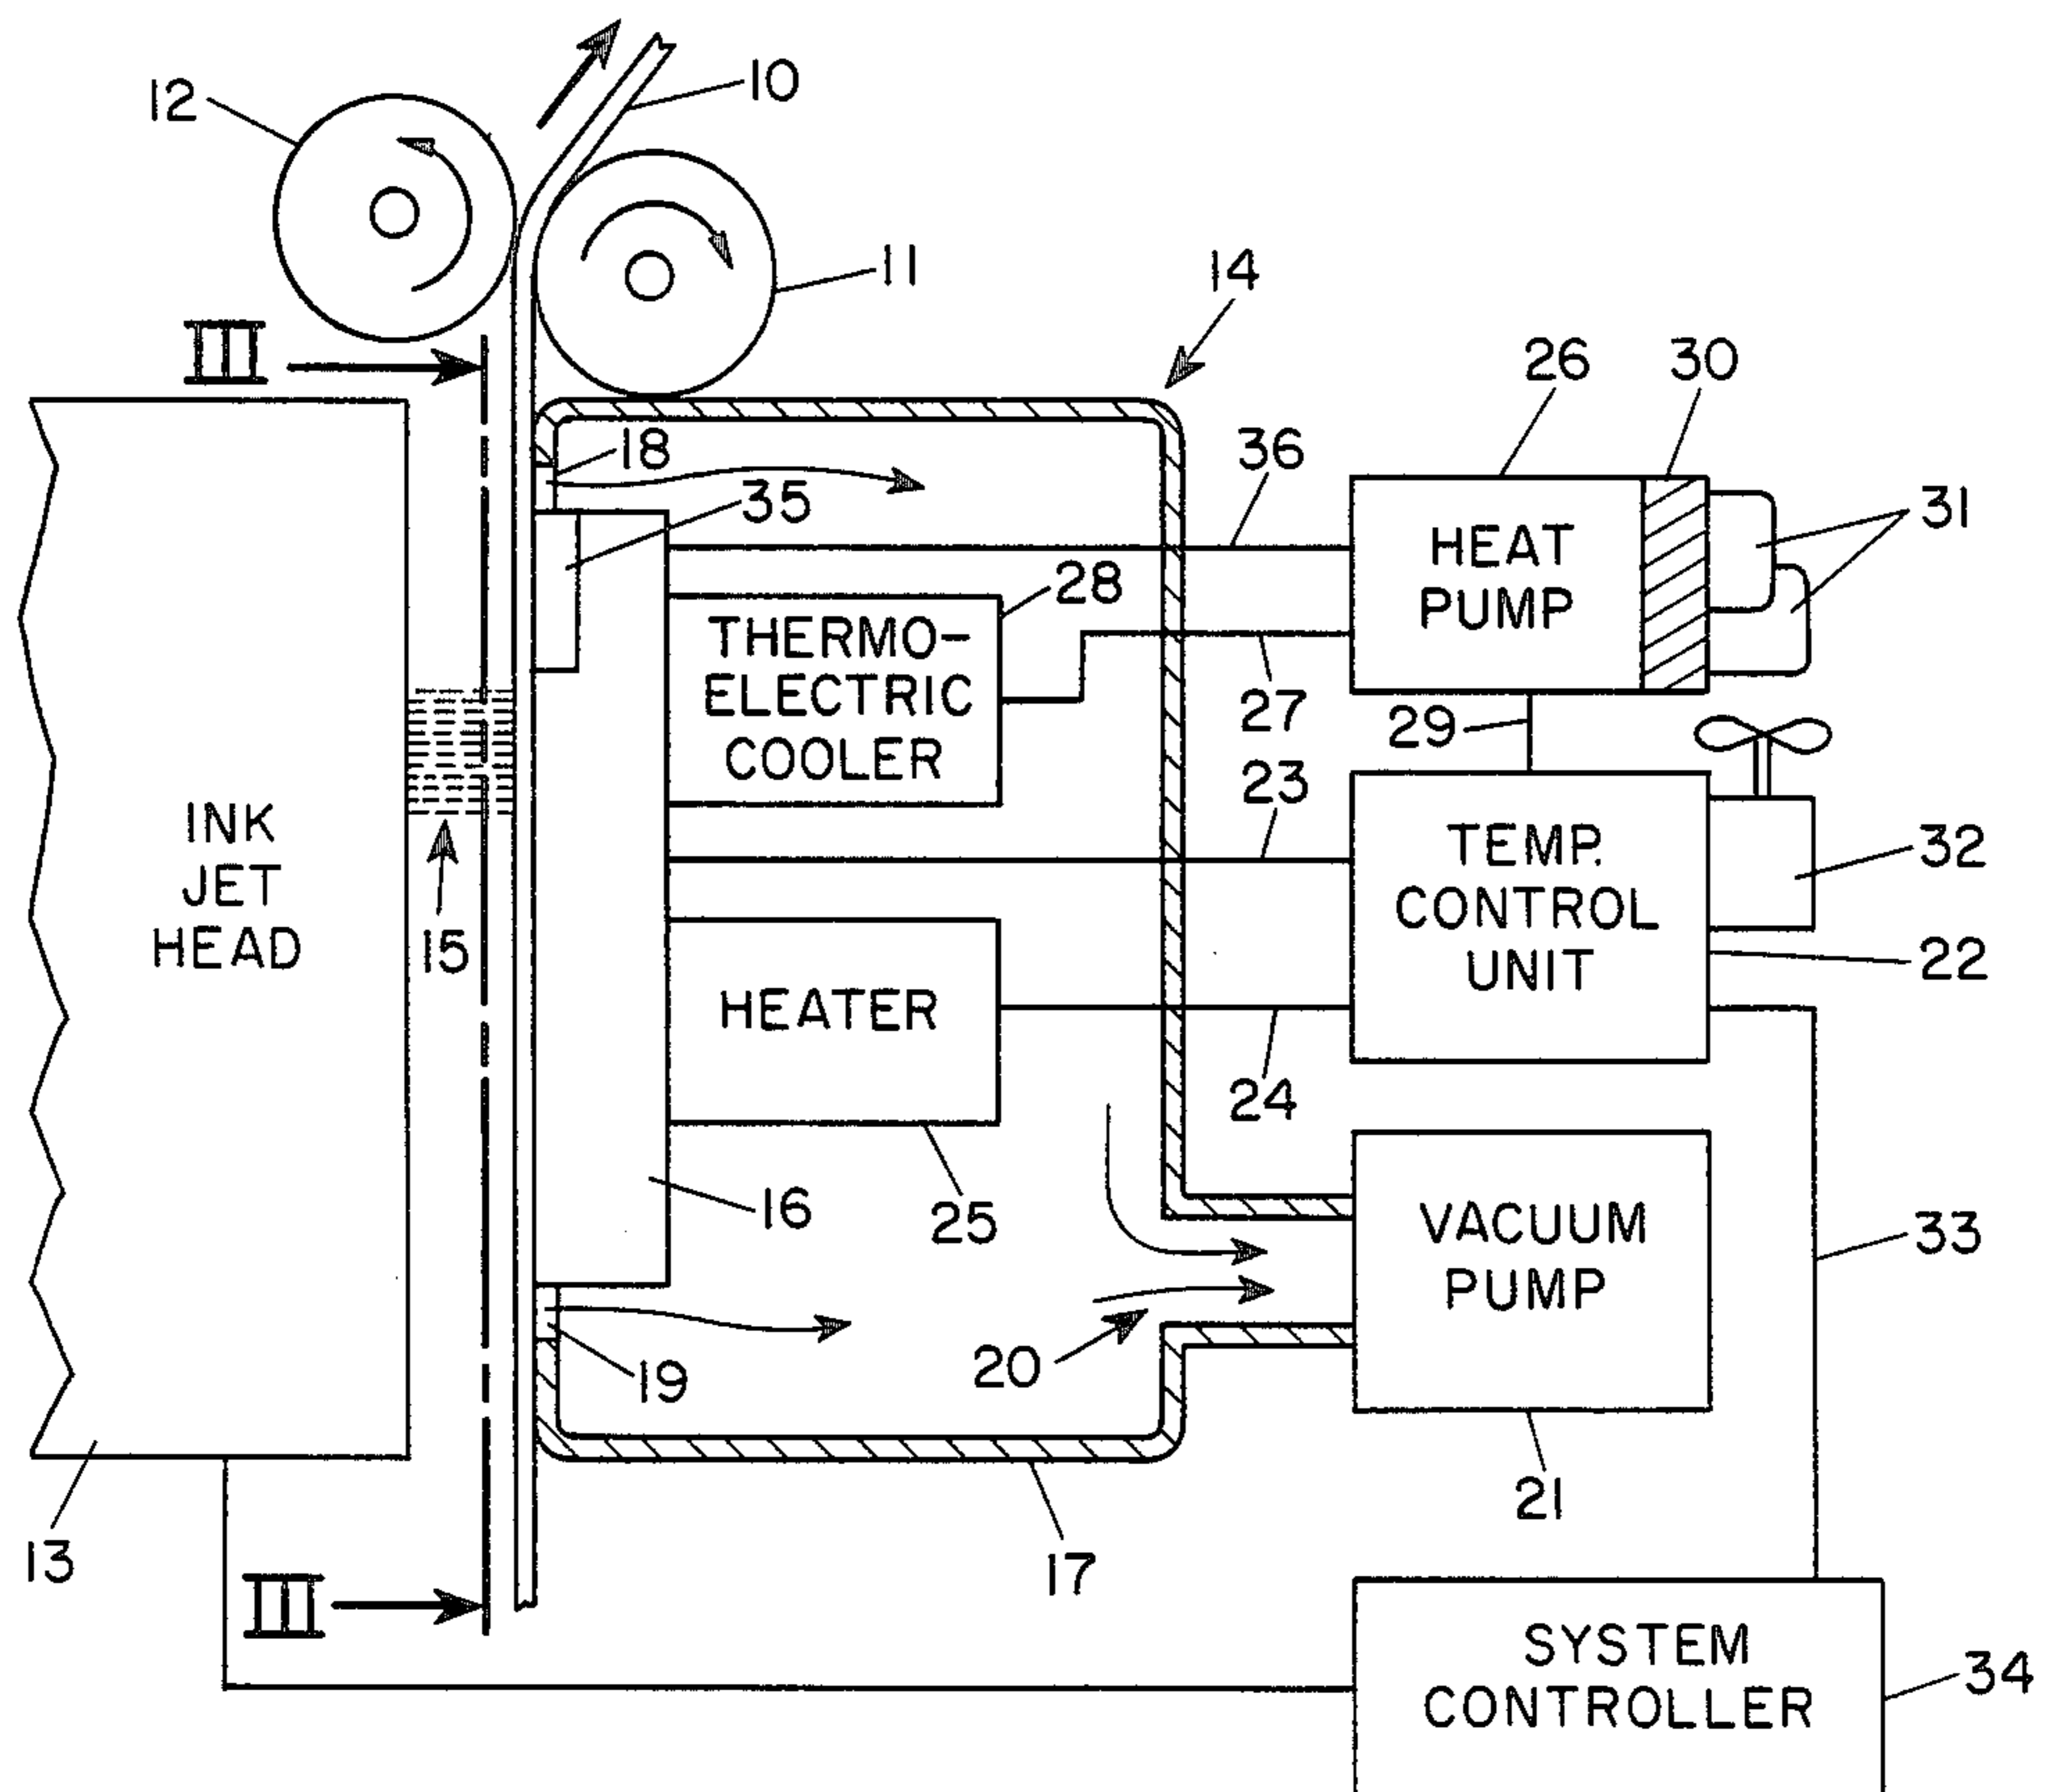 10
12
11
14
III
26
30
18
36
35
31
HEAT
PUMP
28
THERMO-
ELECTRIC
COOLER
27
29
23
INK
JET
HEAD
15
TEMP.
CONTROL
UNIT
32
22
HEATER
24
16
25
VACUUM
PUMP
33
20
19
21
13
17
III
SYSTEM
CONTROLLER
34